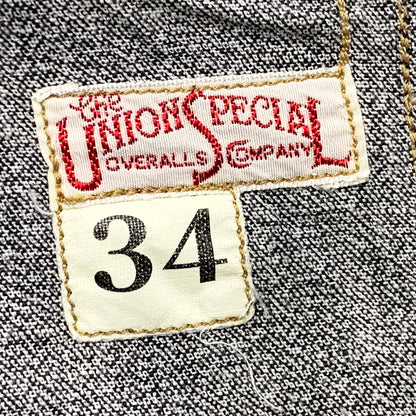 The
UNION SPECIAL
OVERALLS COMPANY
34